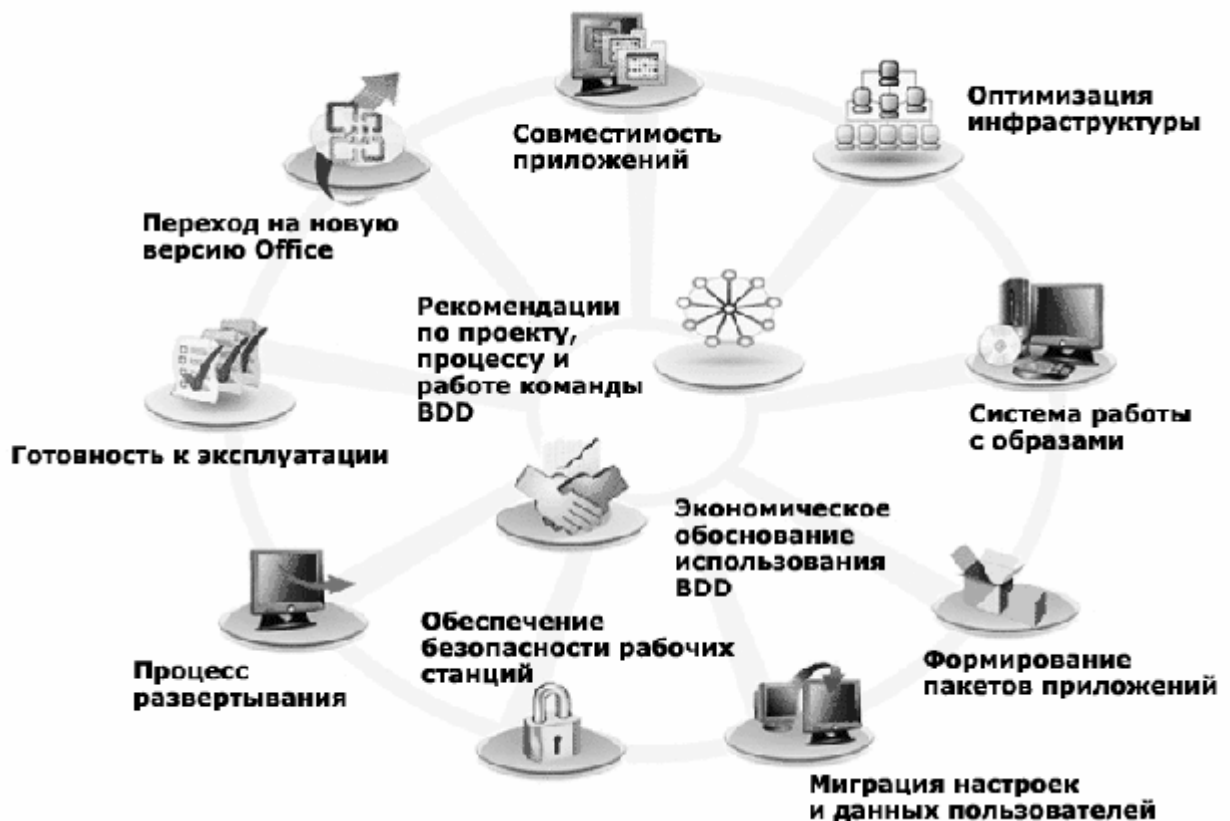 Совместимость
приложений
Оптимизация
инфраструктуры
Переход на новую
версию Office
Рекомендации
по проекту,
процессу и
работе команды
BDD
Система работы
с образами
Готовность к эксплуатации
Экономическое
обоснование
использования
BDD
Обеспечение
безопасности рабочих
станций
Процесс
развертывания
Формирование
пакетов приложений
Миграция настроек
и данных пользователей